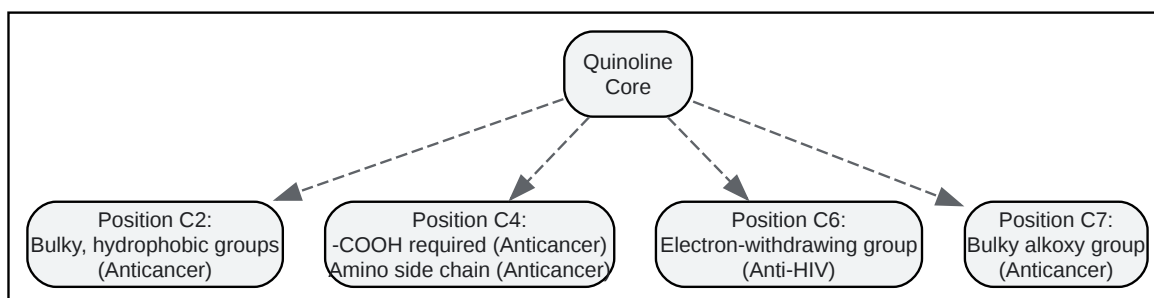 Quinoline
Core
Position C2:
Bulky, hydrophobic groups
(Anticancer)
Position C4:
-COOH required (Anticancer)
Amino side chain (Anticancer)
Position C6:
Electron-withdrawing group
(Anti-HIV)
Position C7:
Bulky alkoxy group
(Anticancer)